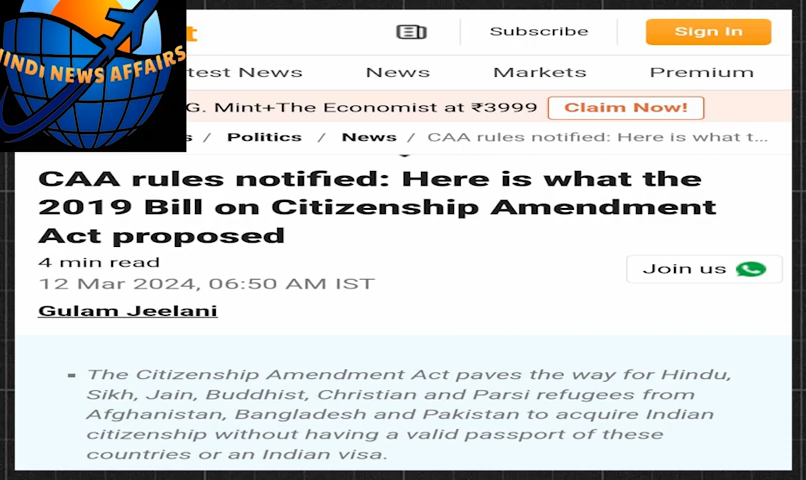 HINDI NEWS AFFAIRS
t
Subscribe
Sign In
test News
News
Markets
Premium
G. Mint+The Economist at ₹3999
Claim Now!
s / Politics / News / CAA rules notified: Here is what t...
CAA rules notified: Here is what the
2019 Bill on Citizenship Amendment
Act proposed
4 min read
12 Mar 2024, 06:50 AM IST
Join us
Gulam Jeelani
▪ The Citizenship Amendment Act paves the way for Hindu,
Sikh, Jain, Buddhist, Christian and Parsi refugees from
Afghanistan, Bangladesh and Pakistan to acquire Indian
citizenship without having a valid passport of these
countries or an Indian visa.